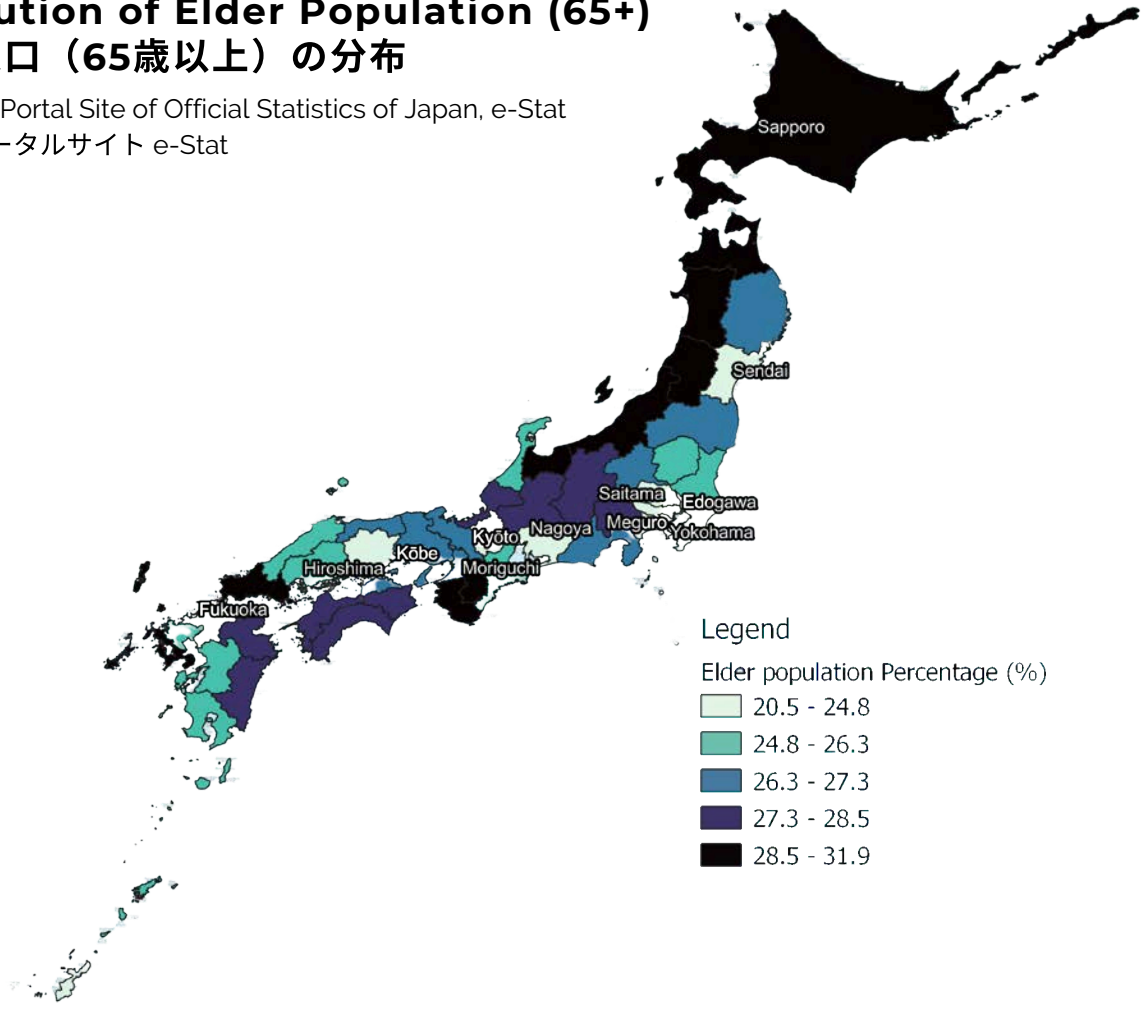 ution of Elder Population (65+)
人口（65歳以上）の分布
Portal Site of Official Statistics of Japan, e-Stat
ータルサイト e-Stat
Sapporo
Sendai
Saitama
Edogawa
Nagoya
Meguro
Yokohama
Kyōto
Kōbe
Hiroshima
Moriguchi
Fukuoka
Legend
Elder population Percentage (%)
20.5 - 24.8
24.8 - 26.3
26.3 - 27.3
27.3 - 28.5
28.5 - 31.9